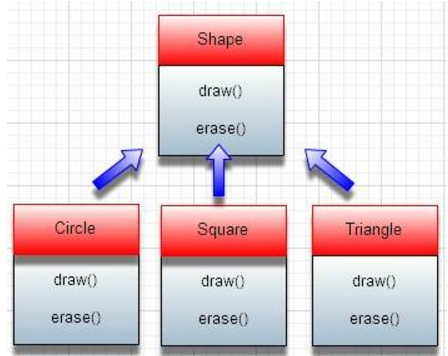 Shape
draw()
erase()
Circle
draw()
erase()
Square
draw()
erase()
Triangle
draw()
erase()